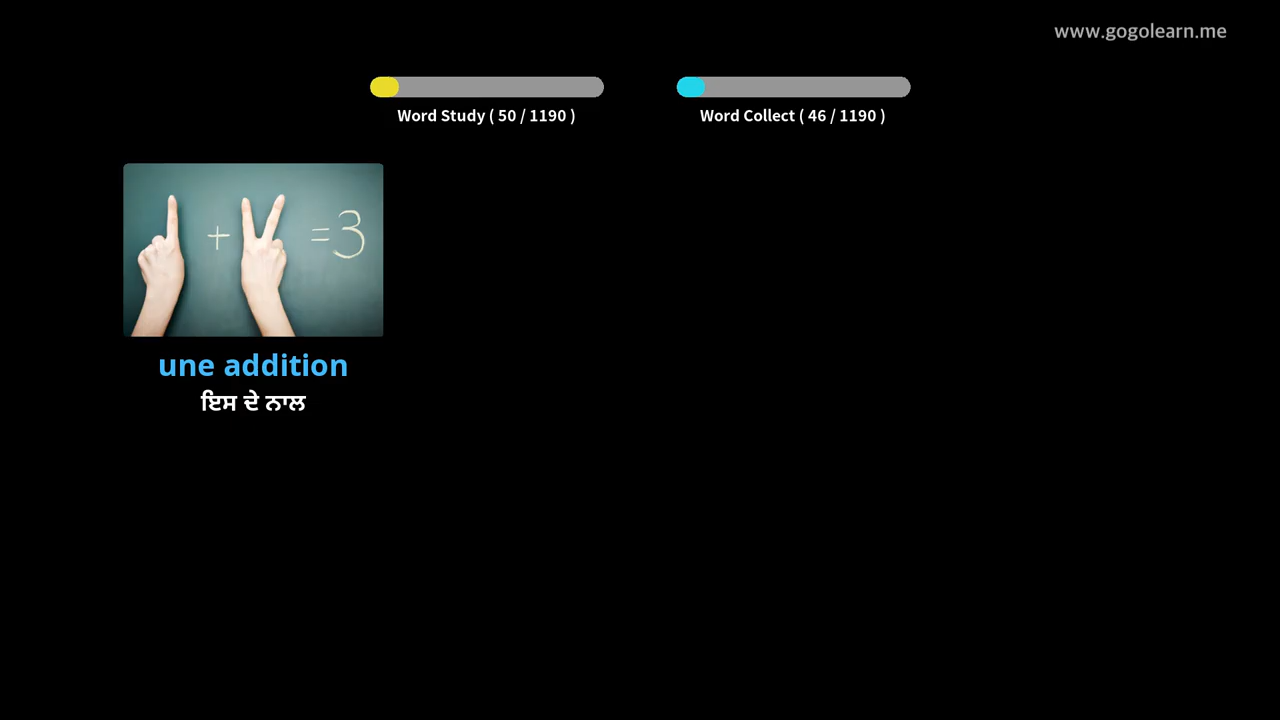 www.gogolearn.me
Word Study ( 50 / 1190 )
Word Collect ( 46 / 1190 )
+ =3
une addition
ਇਸ ਦੇ ਨਾਲ